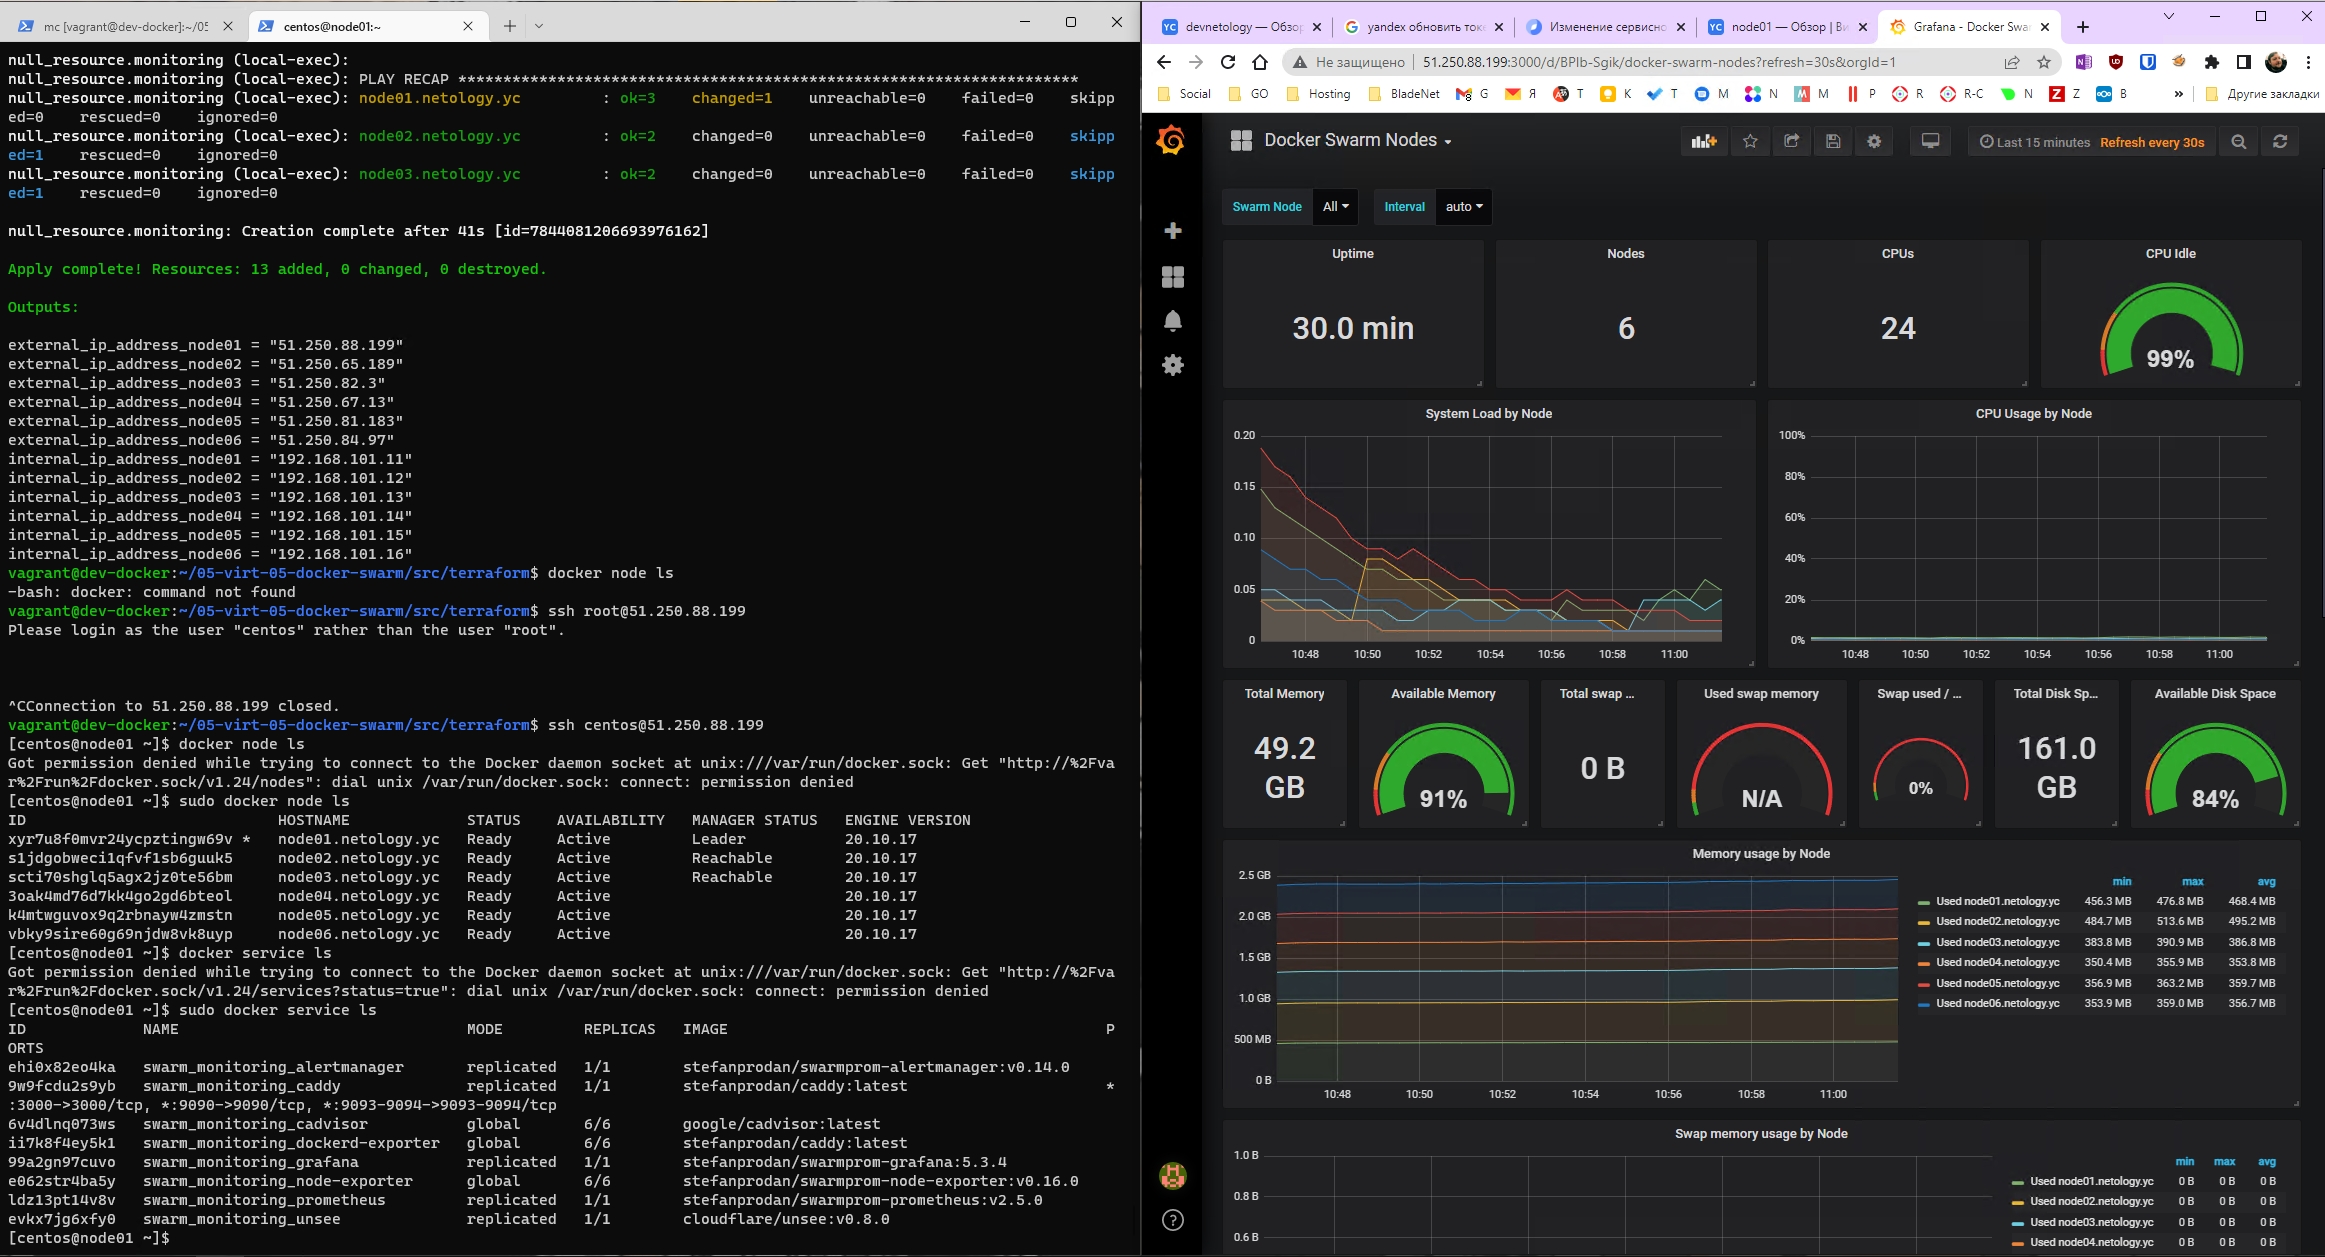 mc [vagrant@dev-docker]:~/05
centos@node01:~
null_resource.monitoring (local-exec):
null_resource.monitoring (local-exec): PLAY RECAP *********************************************************************
null_resource.monitoring (local-exec): node01.netology.yc : ok=3 changed=1 unreachable=0 failed=0 skipp
ed=0 rescued=0 ignored=0
null_resource.monitoring (local-exec): node02.netology.yc : ok=2 changed=0 unreachable=0 failed=0 skipp
ed=1 rescued=0 ignored=0
null_resource.monitoring (local-exec): node03.netology.yc : ok=2 changed=0 unreachable=0 failed=0 skipp
ed=1 rescued=0 ignored=0
null_resource.monitoring: Creation complete after 41s [id=7844081206693976162]
Apply complete! Resources: 13 added, 0 changed, 0 destroyed.
Outputs:
external_ip_address_node01 = "51.250.88.199"
external_ip_address_node02 = "51.250.65.189"
external_ip_address_node03 = "51.250.82.3"
external_ip_address_node04 = "51.250.67.13"
external_ip_address_node05 = "51.250.81.183"
external_ip_address_node06 = "51.250.84.97"
internal_ip_address_node01 = "192.168.101.11"
internal_ip_address_node02 = "192.168.101.12"
internal_ip_address_node03 = "192.168.101.13"
internal_ip_address_node04 = "192.168.101.14"
internal_ip_address_node05 = "192.168.101.15"
internal_ip_address_node06 = "192.168.101.16"
vagrant@dev-docker:~/05-virt-05-docker-swarm/src/terraform$ docker node ls
-bash: docker: command not found
vagrant@dev-docker:~/05-virt-05-docker-swarm/src/terraform$ ssh root@51.250.88.199
Please login as the user "centos" rather than the user "root".
^CConnection to 51.250.88.199 closed.
vagrant@dev-docker:~/05-virt-05-docker-swarm/src/terraform$ ssh centos@51.250.88.199
[centos@node01 ~]$ docker node ls
Got permission denied while trying to connect to the Docker daemon socket at unix:///var/run/docker.sock: Get "http://%2Fva
r%2Frun%2Fdocker.sock/v1.24/nodes": dial unix /var/run/docker.sock: connect: permission denied
[centos@node01 ~]$ sudo docker node ls
ID HOSTNAME STATUS AVAILABILITY MANAGER STATUS ENGINE VERSION
xyr7u8f0mvr24ycpztingw69v * node01.netology.yc Ready Active Leader 20.10.17
s1jdgobweci1qfvf1sb6guuk5 node02.netology.yc Ready Active Reachable 20.10.17
scti70shglq5agx2jz0te56bm node03.netology.yc Ready Active Reachable 20.10.17
3oak4md76d7kk4go2gd6bteol node04.netology.yc Ready Active 20.10.17
k4mtwguvox9q2rbnayw4zmstn node05.netology.yc Ready Active 20.10.17
vbky9sire60g69njdw8vk8uyp node06.netology.yc Ready Active 20.10.17
[centos@node01 ~]$ docker service ls
Got permission denied while trying to connect to the Docker daemon socket at unix:///var/run/docker.sock: Get "http://%2Fva
r%2Frun%2Fdocker.sock/v1.24/services?status=true": dial unix /var/run/docker.sock: connect: permission denied
[centos@node01 ~]$ sudo docker service ls
ID NAME MODE REPLICAS IMAGE P
ORTS
ehi0x82eo4ka swarm_monitoring_alertmanager replicated 1/1 stefanprodan/swarmprom-alertmanager:v0.14.0
9w9fcdu2s9yb swarm_monitoring_caddy replicated 1/1 stefanprodan/caddy:latest *
:3000->3000/tcp, *:9090->9090/tcp, *:9093-9094->9093-9094/tcp
6v4dlnq073ws swarm_monitoring_cadvisor global 6/6 google/cadvisor:latest
ii7k8f4ey5k1 swarm_monitoring_dockerd-exporter global 6/6 stefanprodan/caddy:latest
99a2gn97cuvo swarm_monitoring_grafana replicated 1/1 stefanprodan/swarmprom-grafana:5.3.4
e062str4ba5y swarm_monitoring_node-exporter global 6/6 stefanprodan/swarmprom-node-exporter:v0.16.0
ldz13pt14v8v swarm_monitoring_prometheus replicated 1/1 stefanprodan/swarmprom-prometheus:v2.5.0
evkx7jg6xfy0 swarm_monitoring_unsee replicated 1/1 cloudflare/unsee:v0.8.0
[centos@node01 ~]$
YC devnetology — Обзо
yandex обновить ток
Изменение сервисно
YC node01 — Обзор | Ви
Grafana - Docker Swa
Не защищено 51.250.88.199:3000/d/BPlb-Sgik/docker-swarm-nodes?refresh=30s&orgId=1
Social GO Hosting BladeNet G Я T K T M N M P R R-C N Z B » Другие закладки
Docker Swarm Nodes
Last 15 minutes Refresh every 30s
Swarm Node All Interval auto
Uptime Nodes CPUs CPU Idle
30.0 min 6 24 99%
System Load by Node
0.20
0.15
0.10
0.05
0
10:48 10:50 10:52 10:54 10:56 10:58 11:00
CPU Usage by Node
100%
80%
60%
40%
20%
0%
10:48 10:50 10:52 10:54 10:56 10:58 11:00
Total Memory Available Memory Total swap ... Used swap memory Swap used / ... Total Disk Sp... Available Disk Space
49.2 GB 91% 0 B N/A 0% 161.0 GB 84%
Memory usage by Node
2.5 GB
2.0 GB
1.5 GB
1.0 GB
500 MB
0 B
10:48 10:50 10:52 10:54 10:56 10:58 11:00
min max avg
Used node01.netology.yc 456.3 MB 476.8 MB 468.4 MB
Used node02.netology.yc 484.7 MB 513.6 MB 495.2 MB
Used node03.netology.yc 383.8 MB 390.9 MB 386.8 MB
Used node04.netology.yc 350.4 MB 355.9 MB 353.8 MB
Used node05.netology.yc 356.9 MB 363.2 MB 359.7 MB
Used node06.netology.yc 353.9 MB 359.0 MB 356.7 MB
Swap memory usage by Node
1.0 B
0.8 B
0.6 B
min max avg
Used node01.netology.yc 0 B 0 B 0 B
Used node02.netology.yc 0 B 0 B 0 B
Used node03.netology.yc 0 B 0 B 0 B
Used node04.netology.yc 0 B 0 B 0 B